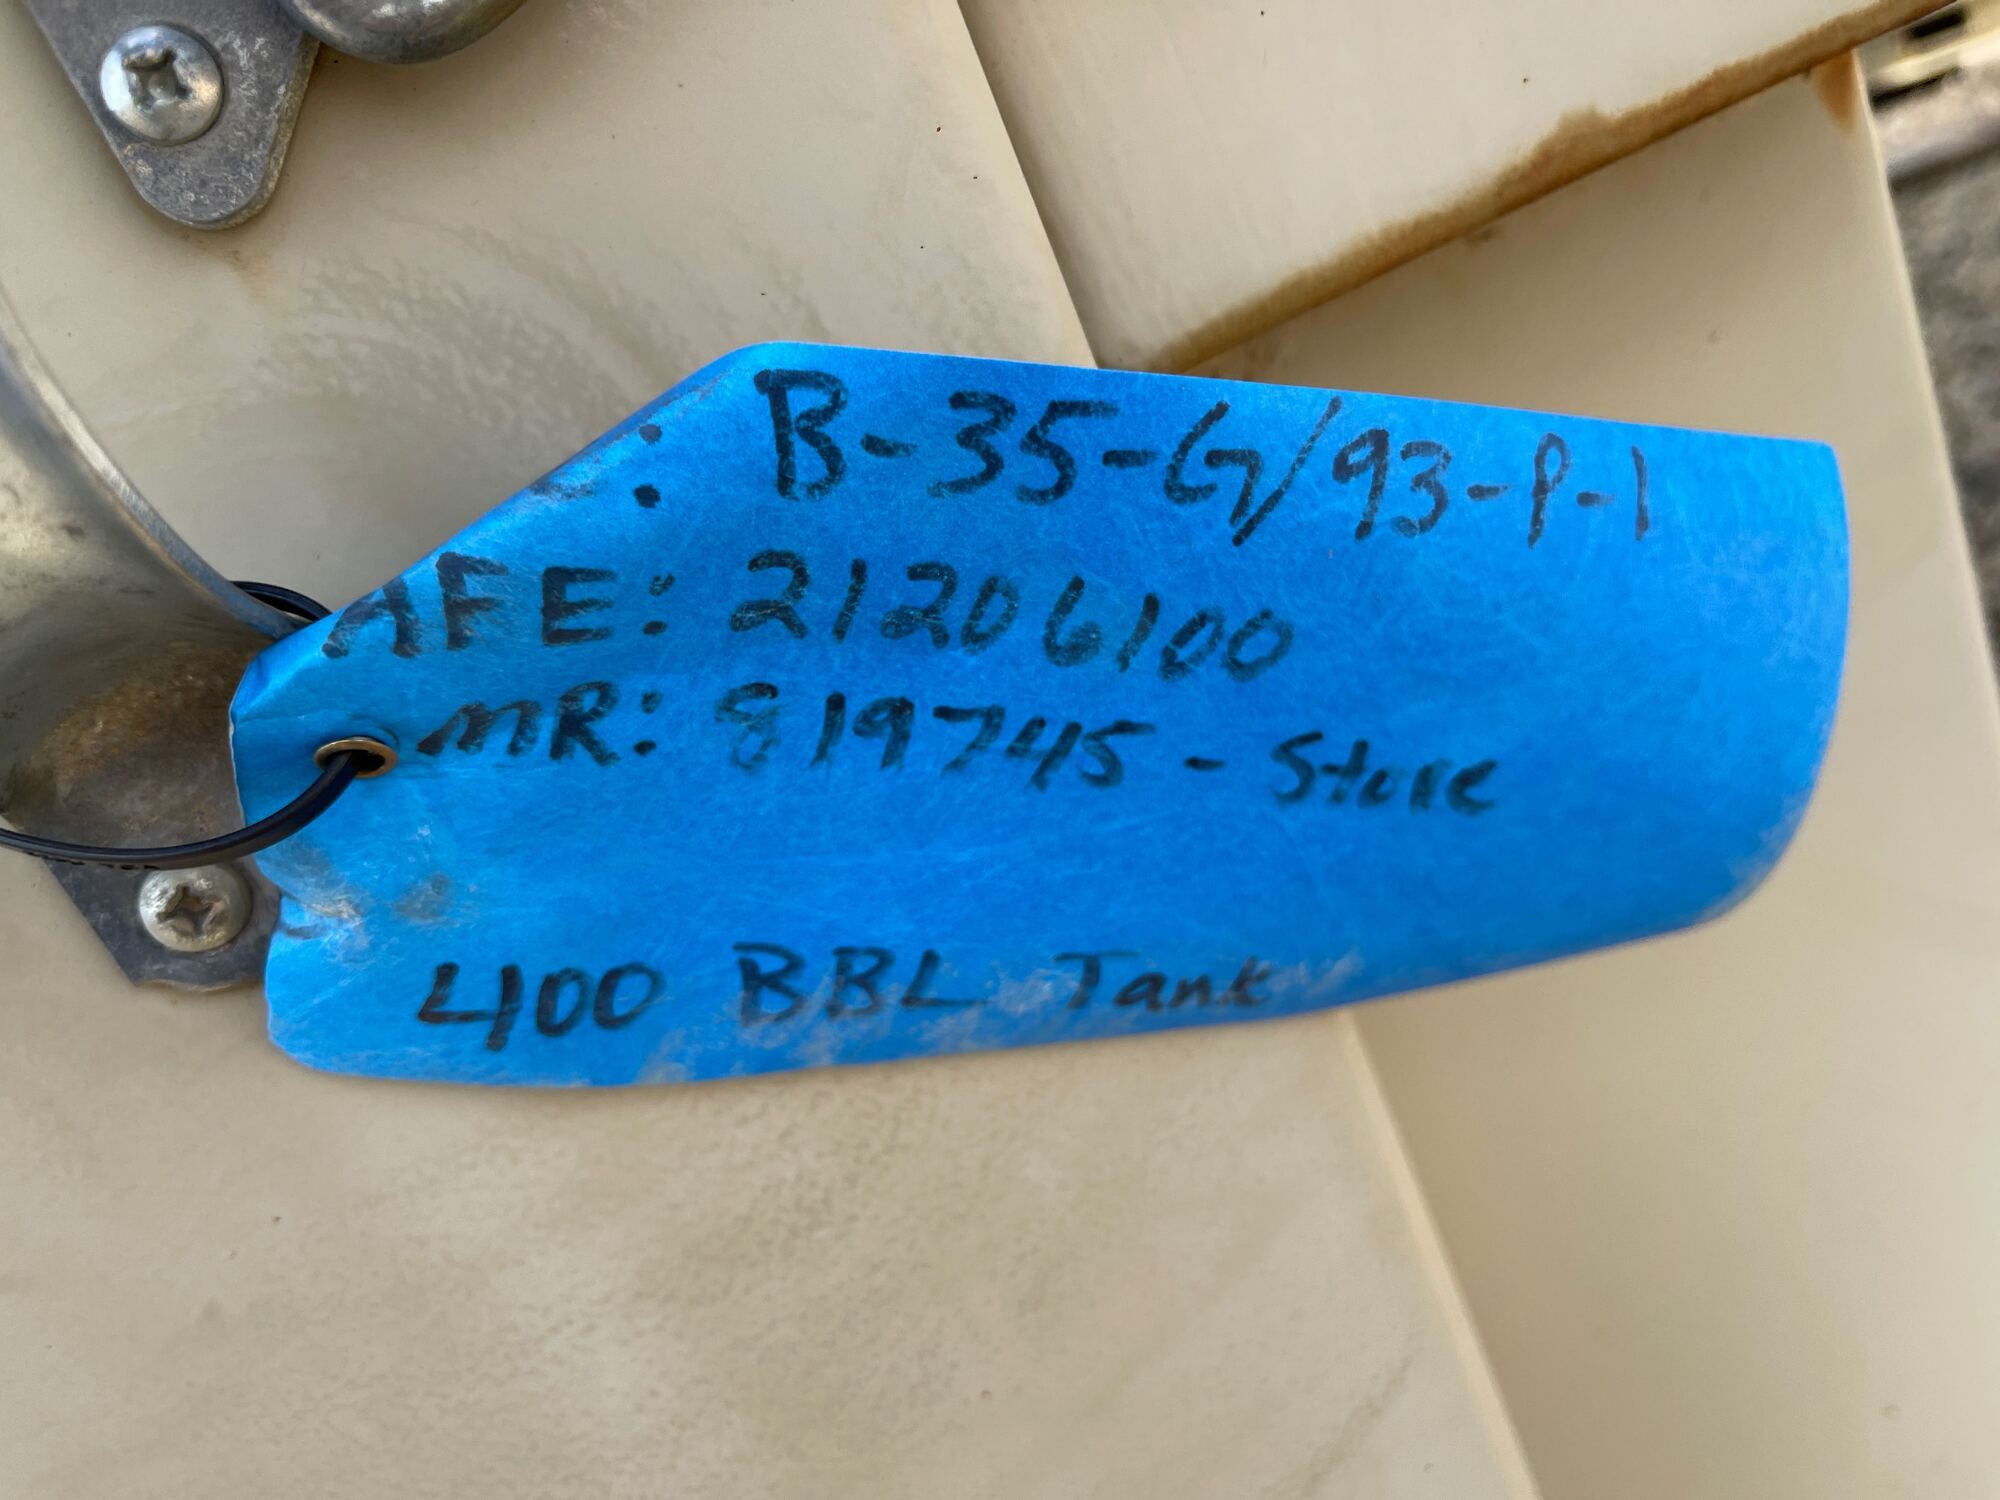 : B-35-G/93-P-1
AFE: 21206100
MR: 819745 - Store
400 BBL Tank